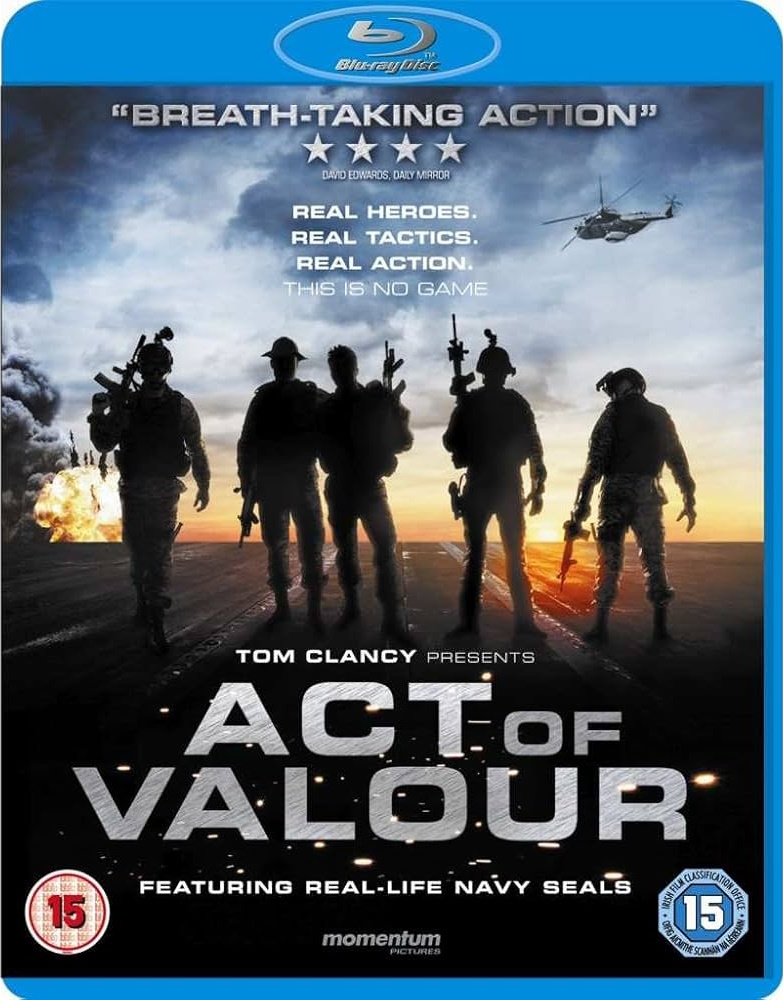 Blu-ray Disc
TM
“BREATH-TAKING ACTION”
DAVID EDWARDS, DAILY MIRROR
REAL HEROES.
REAL TACTICS.
REAL ACTION.
THIS IS NO GAME
TOM CLANCY PRESENTS
ACT OF
VALOUR
FEATURING REAL-LIFE NAVY SEALS
15
IRISH FILM CLASSIFICATION OFFICE
15
momentum
PICTURES